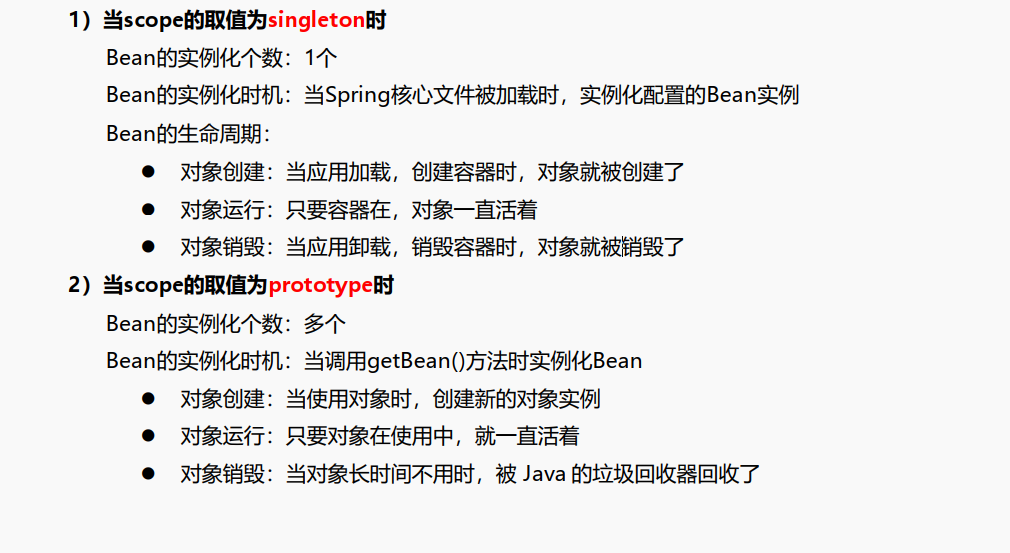 1）当scope的取值为singleton时
Bean的实例化个数：1个
Bean的实例化时机：当Spring核心文件被加载时，实例化配置的Bean实例
Bean的生命周期：
● 对象创建：当应用加载，创建容器时，对象就被创建了
● 对象运行：只要容器在，对象一直活着
● 对象销毁：当应用卸载，销毁容器时，对象就被销毁了
2）当scope的取值为prototype时
Bean的实例化个数：多个
Bean的实例化时机：当调用getBean()方法时实例化Bean
● 对象创建：当使用对象时，创建新的对象实例
● 对象运行：只要对象在使用中，就一直活着
● 对象销毁：当对象长时间不用时，被 Java 的垃圾回收器回收了